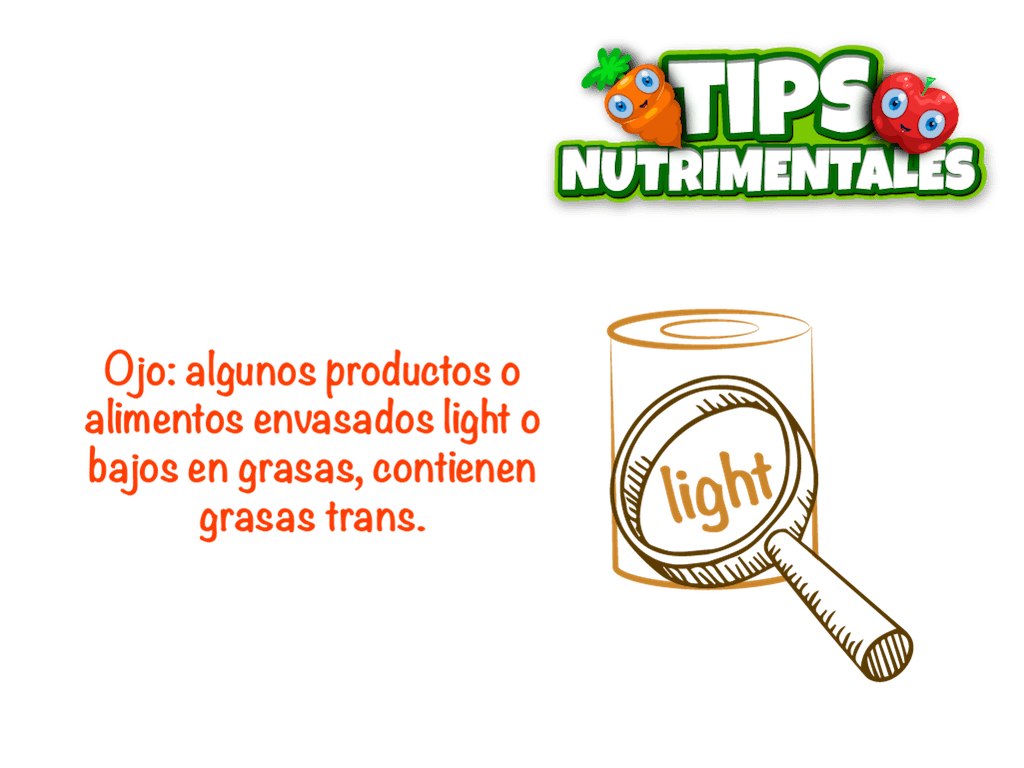 TIPS
NUTRIMENTALES
Ojo: algunos productos o
alimentos envasados light o
bajos en grasas, contienen
grasas trans.
light